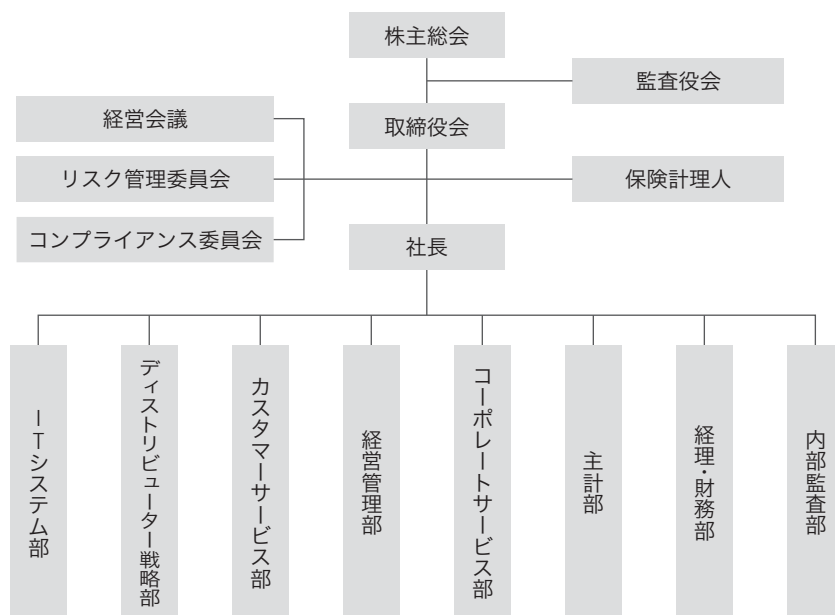 株主総会
監査役会
経営会議
取締役会
リスク管理委員会
保険計理人
コンプライアンス委員会
社長
ITシステム部
ディストリビューター戦略部
カスタマーサービス部
経営管理部
コーポレートサービス部
主計部
経理・財務部
内部監査部